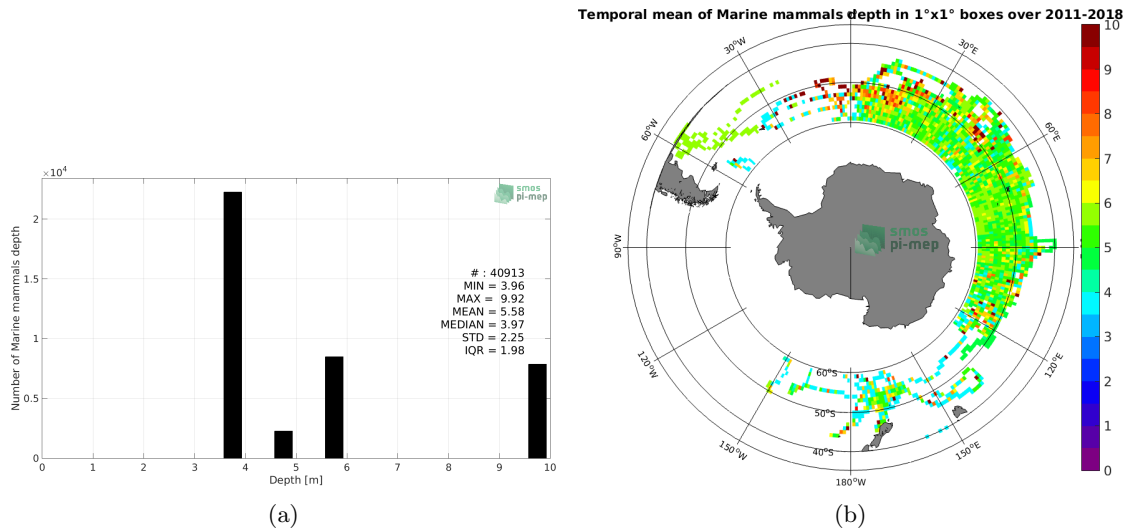 ×10⁴
2
1.5
1
0.5
0
Number of Marine mammals depth
0 1 2 3 4 5 6 7 8 9 10
Depth [m]
smos
pi-mep
# : 40913
MIN = 3.96
MAX = 9.92
MEAN = 5.58
MEDIAN = 3.97
STD = 2.25
IQR = 1.98
(a)
Temporal mean of Marine mammals depth in 1°x1° boxes over 2011-2018
30°W
30°E
60°W
60°E
90°W
120°W
120°E
150°W
150°E
180°W
60°S
50°S
40°S
smos
pi-mep
10
9
8
7
6
5
4
3
2
1
0
(b)